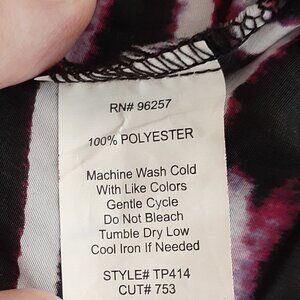 RN# 96257
100% POLYESTER
Machine Wash Cold
With Like Colors
Gentle Cycle
Do Not Bleach
Tumble Dry Low
Cool Iron If Needed
STYLE# TP414
CUT# 753